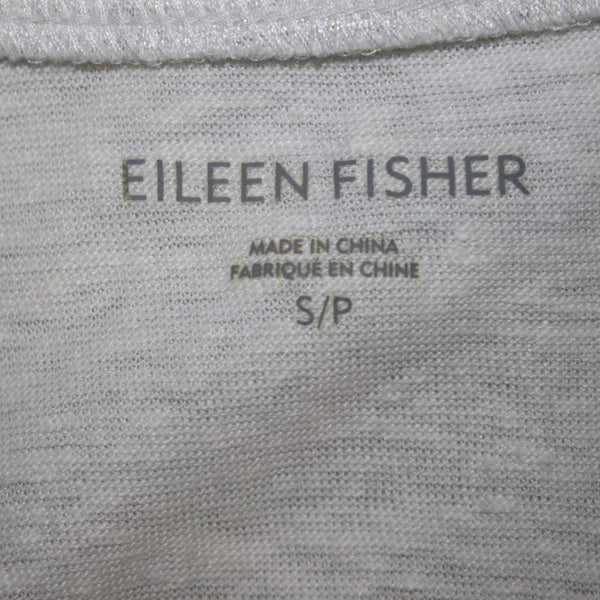 EILEEN FISHER
MADE IN CHINA
FABRIQUÉ EN CHINE
S/P